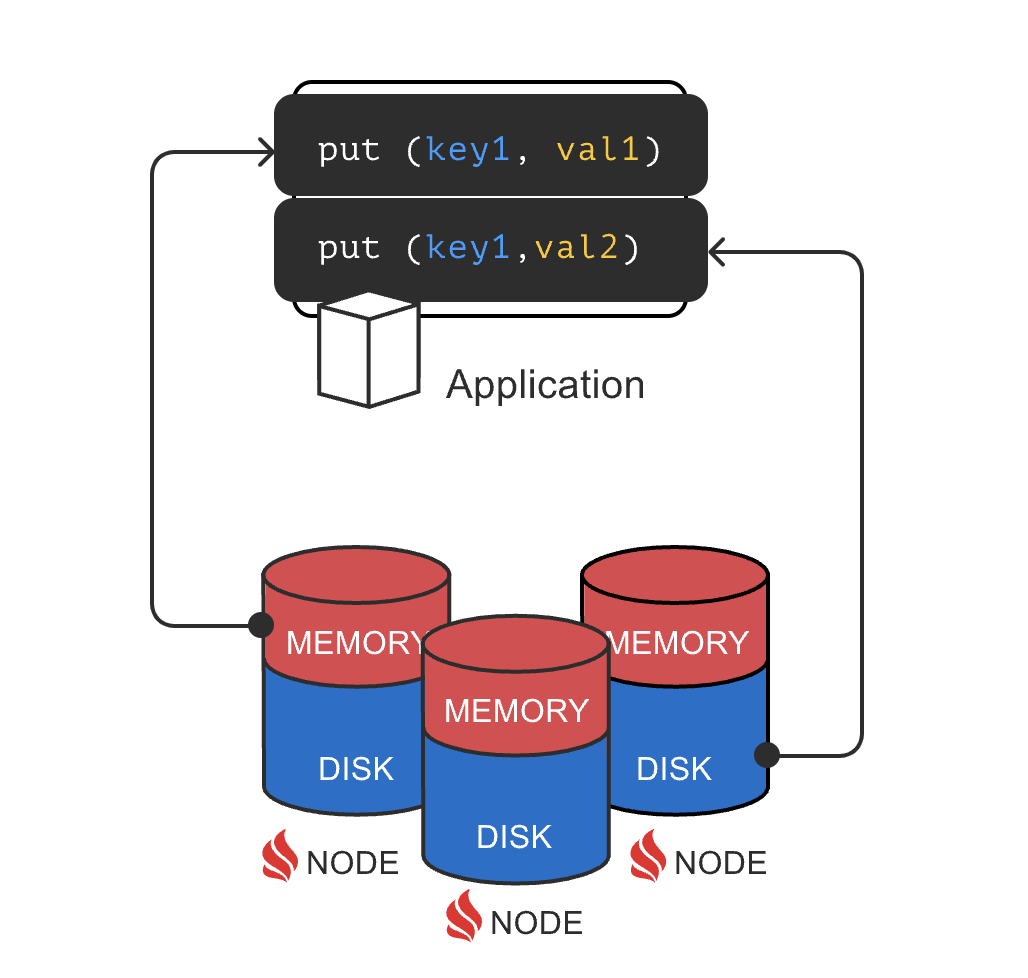 put (key1, val1)
put (key1,val2)
Application
MEMORY
MEMORY
MEMORY
DISK
DISK
DISK
NODE
NODE
NODE